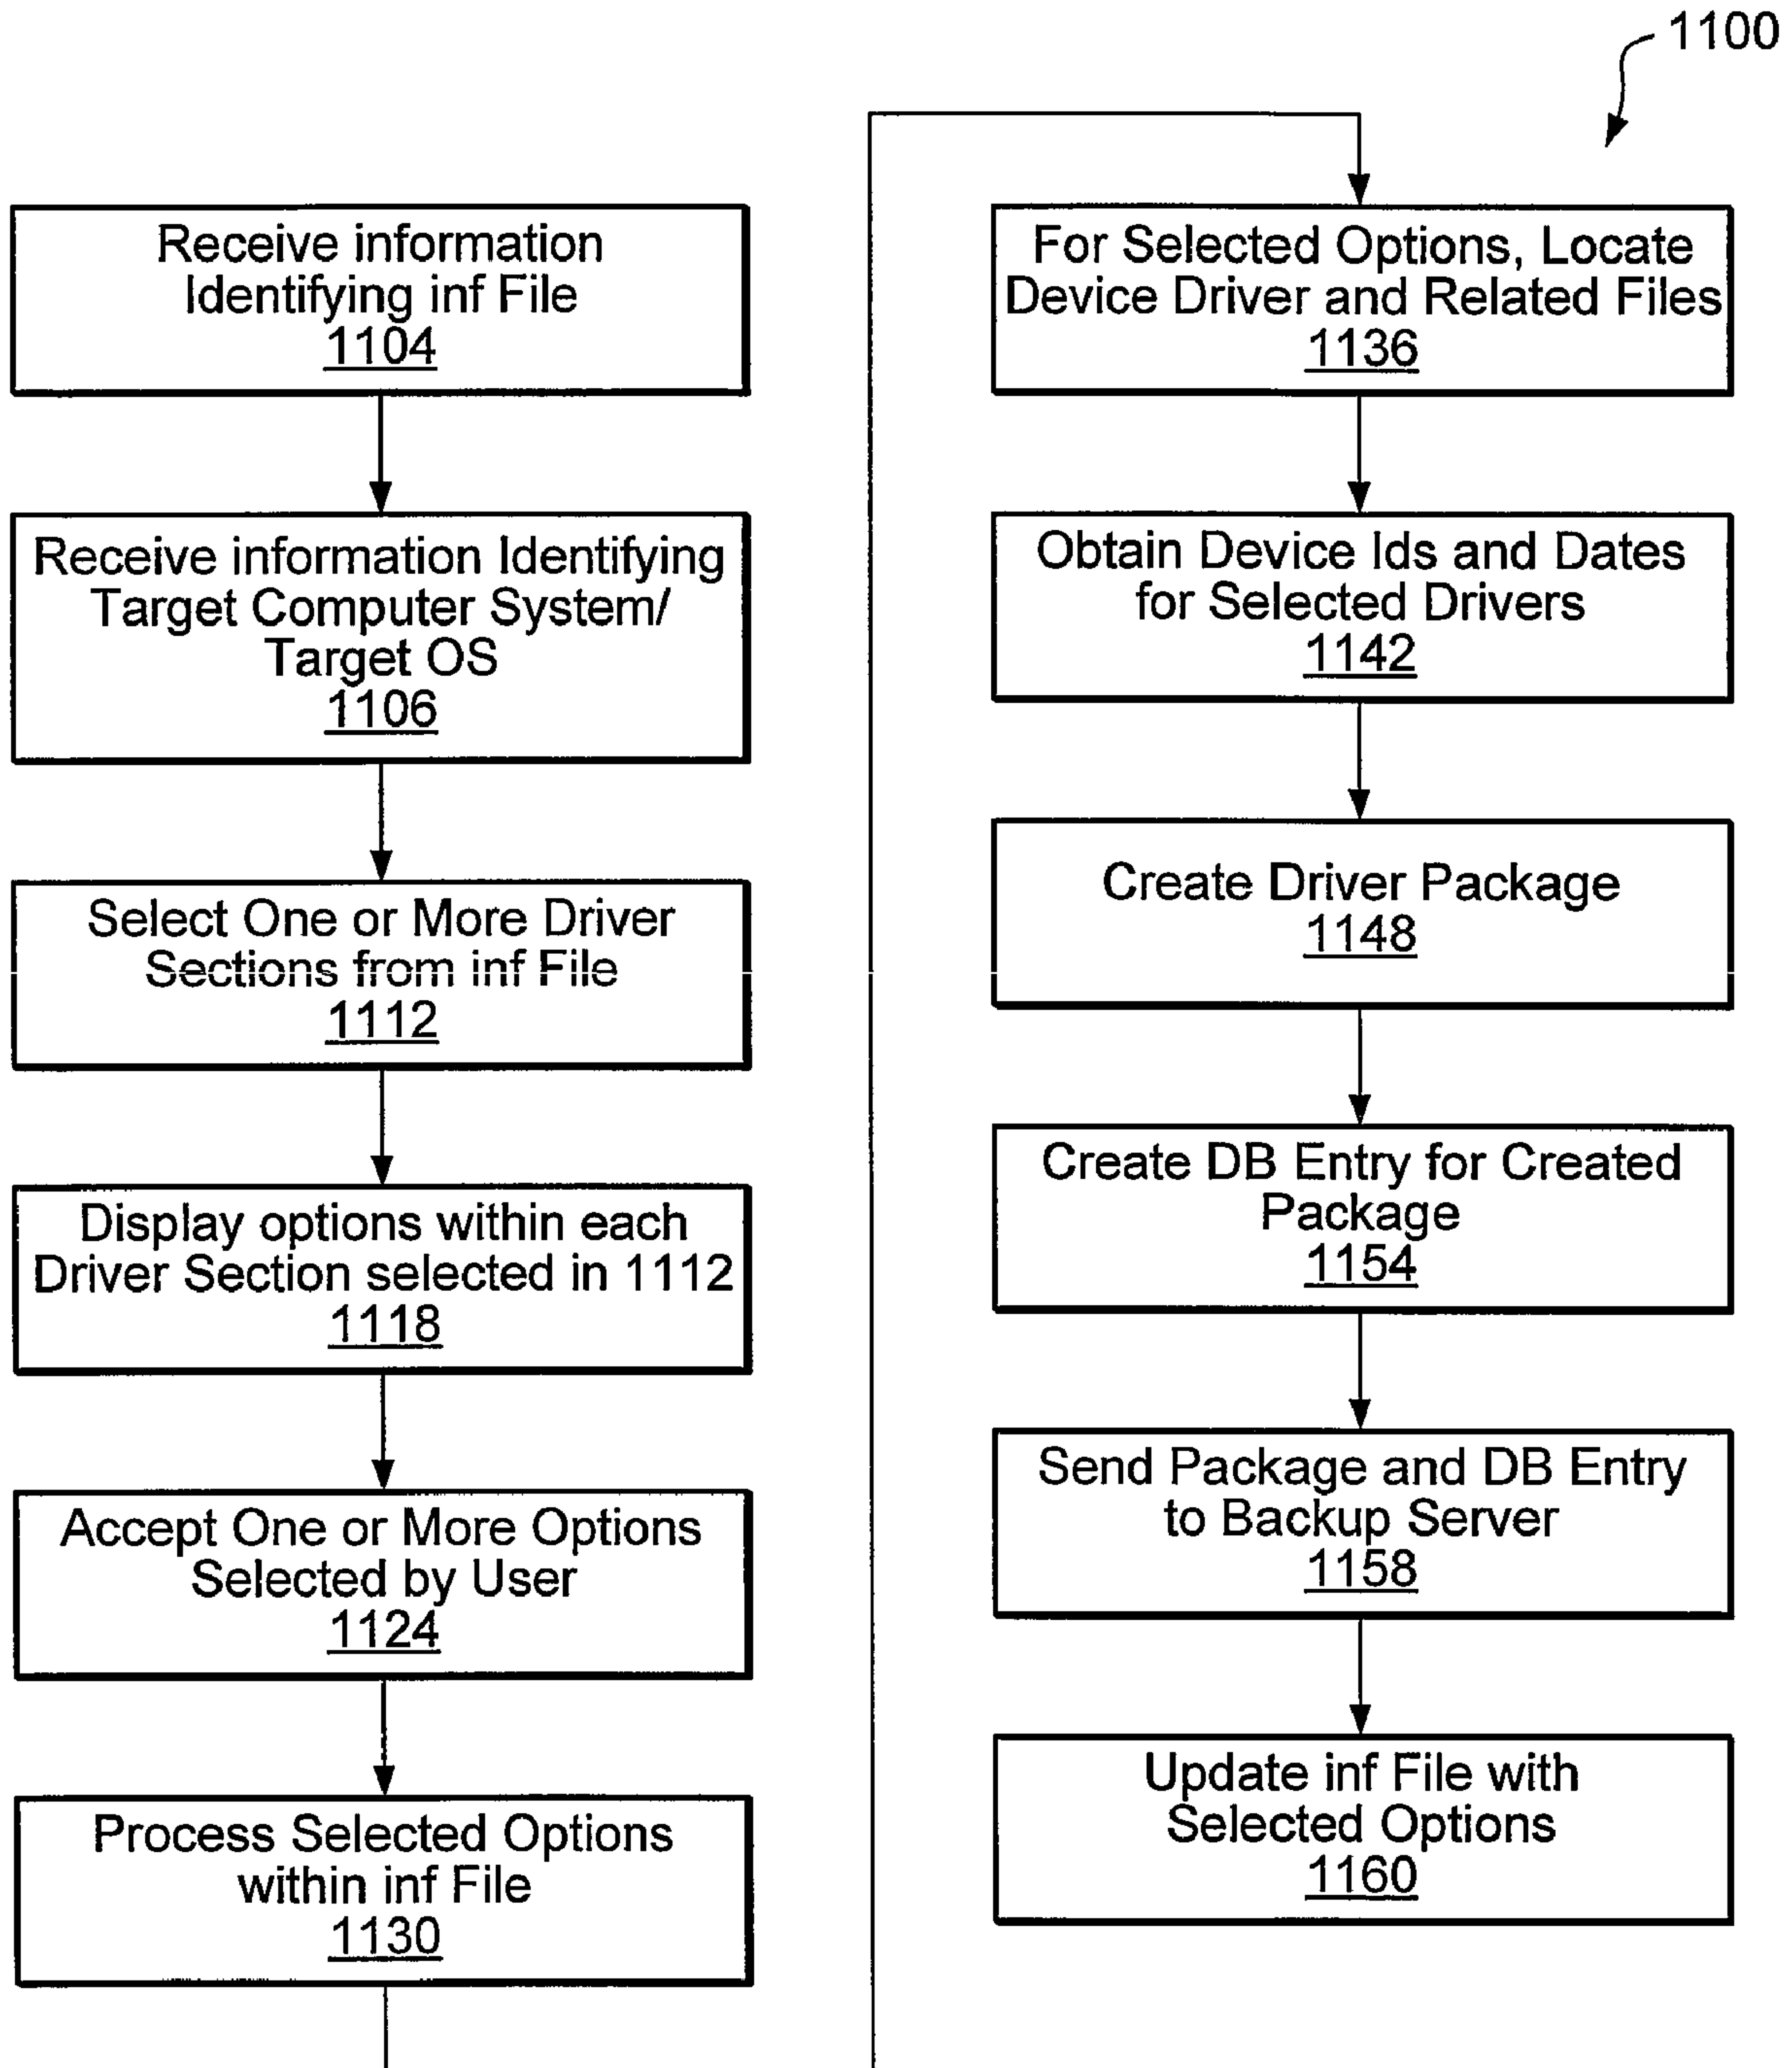 1100
Receive information
Identifying inf File
1104
Receive information Identifying
Target Computer System/
Target OS
1106
Select One or More Driver
Sections from inf File
1112
Display options within each
Driver Section selected in 1112
1118
Accept One or More Options
Selected by User
1124
Process Selected Options
within inf File
1130
For Selected Options, Locate
Device Driver and Related Files
1136
Obtain Device Ids and Dates
for Selected Drivers
1142
Create Driver Package
1148
Create DB Entry for Created
Package
1154
Send Package and DB Entry
to Backup Server
1158
Update inf File with
Selected Options
1160